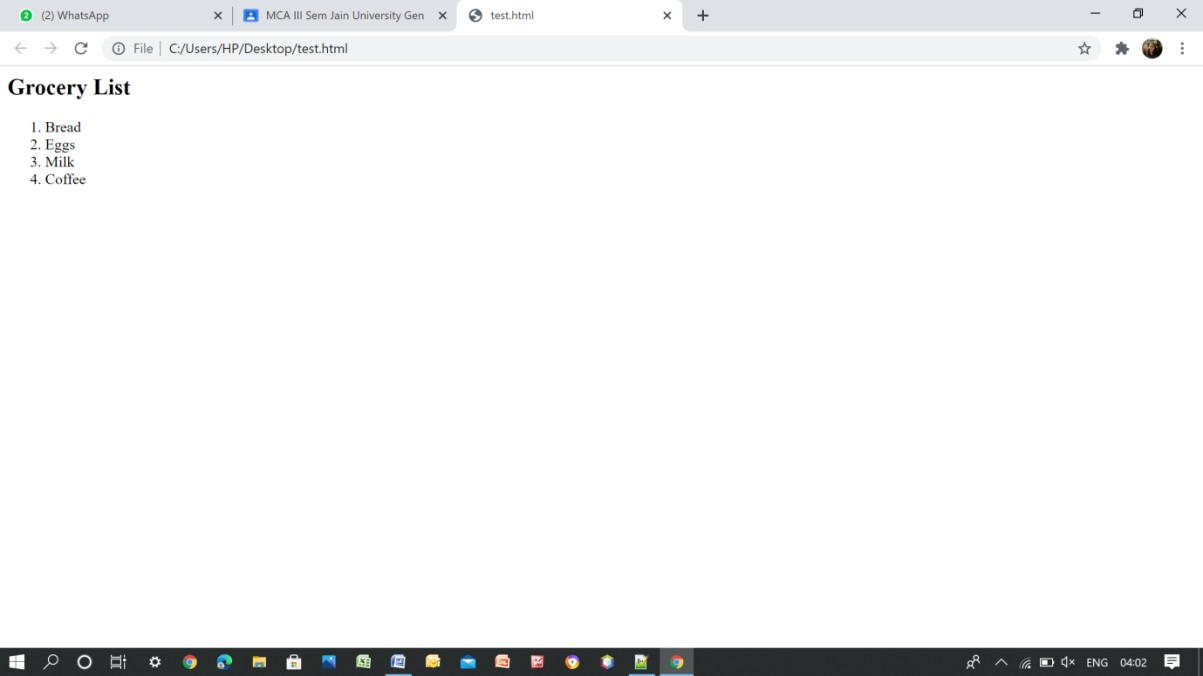 (2) WhatsApp
MCA III Sem Jain University Gen
test.html
File
C:/Users/HP/Desktop/test.html
Grocery List
1. Bread
2. Eggs
3. Milk
4. Coffee
ENG
04:02